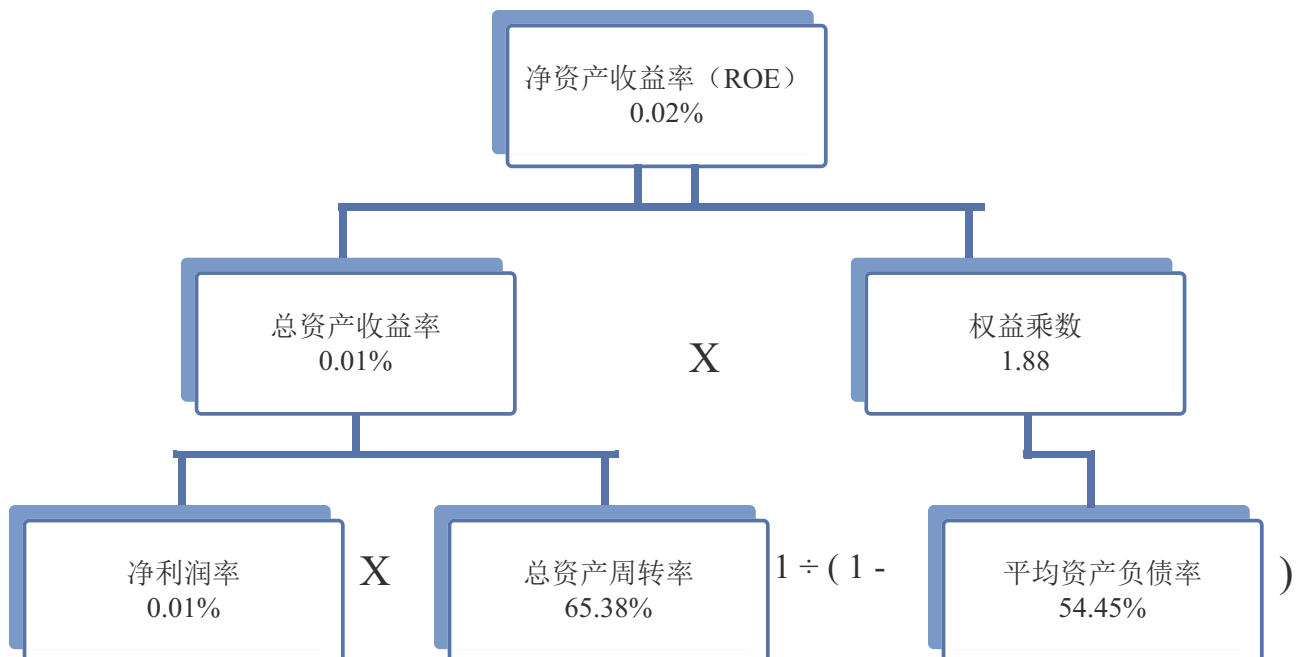 净资产收益率（ROE）
0.02%
总资产收益率
0.01%
X
权益乘数
1.88
净利润率
0.01%
X
总资产周转率
65.38%
1 ÷ ( 1 -
平均资产负债率
54.45%
)